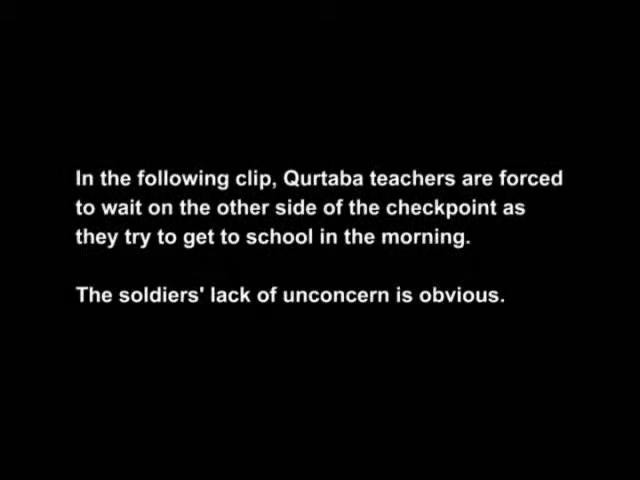 In the following clip, Qurtaba teachers are forced
to wait on the other side of the checkpoint as
they try to get to school in the morning.
The soldiers' lack of unconcern is obvious.